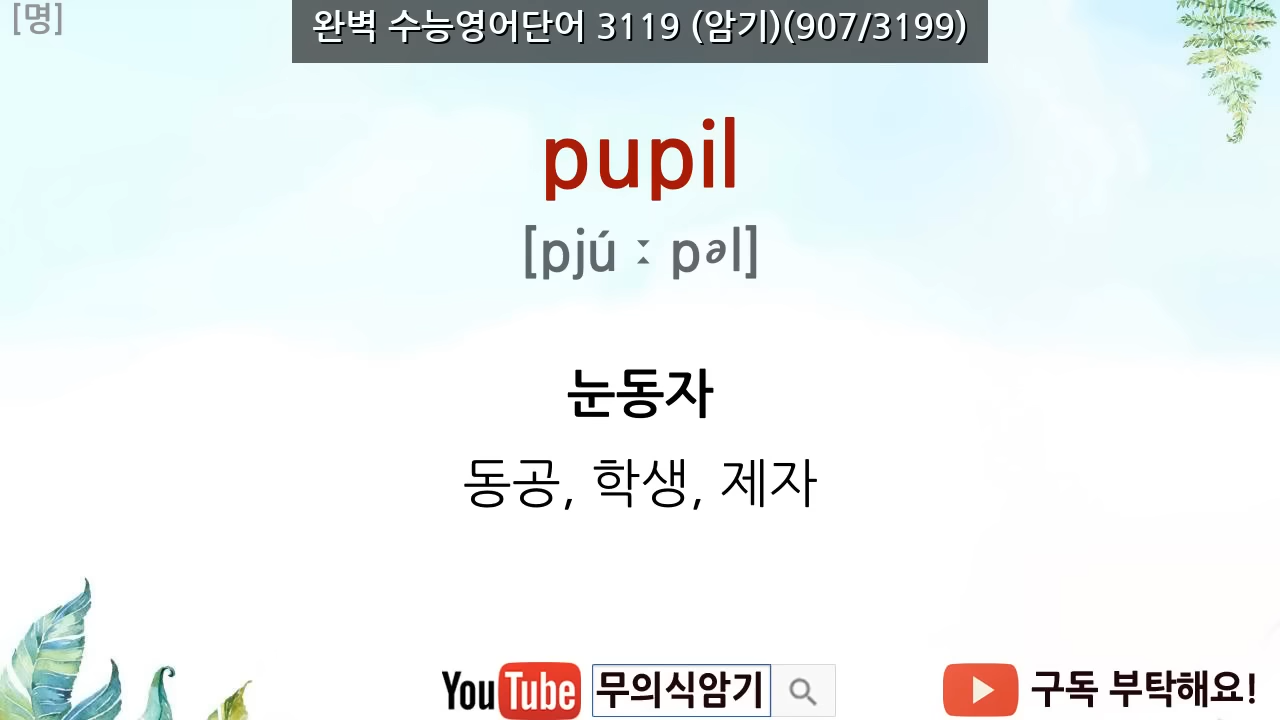 [명]
완벽 수능영어단어 3119 (암기)(907/3199)
pupil
[pjúːpəl]
눈동자
동공, 학생, 제자
YouTube 무의식암기
구독 부탁해요!